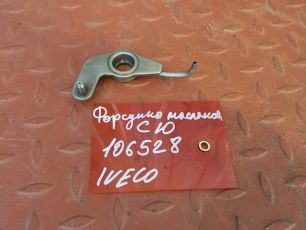 Форсунка масляная
C Ю
106528
IVECO